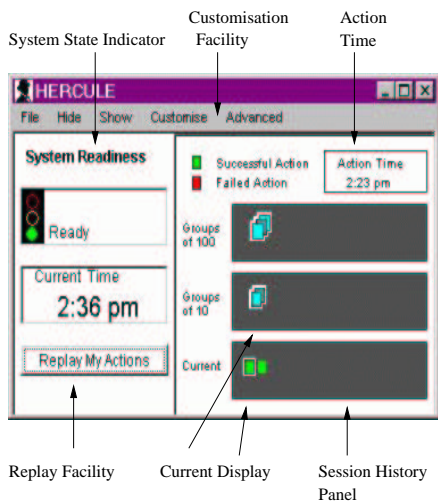 Customisation
Facility
Action
Time
System State Indicator
HERCULE
File Hide Show Customise Advanced
System Readiness
Ready
Current Time
2:36 pm
Replay My Actions
Successful Action
Failed Action
Action Time
2:23 pm
Groups
of 100
Groups
of 10
Current
Replay Facility
Current Display
Session History
Panel